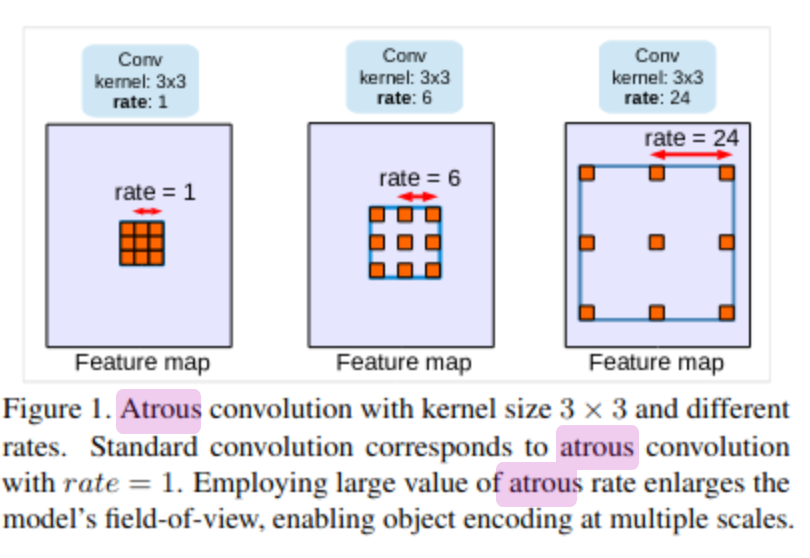 Conv
kernel: 3x3
rate: 1
Conv
kernel: 3x3
rate: 6
Conv
kernel: 3x3
rate: 24
rate = 1
rate = 6
rate = 24
Feature map
Feature map
Feature map
Figure 1. Atrous convolution with kernel size 3 × 3 and different
rates. Standard convolution corresponds to atrous convolution
with rate = 1. Employing large value of atrous rate enlarges the
model's field-of-view, enabling object encoding at multiple scales.